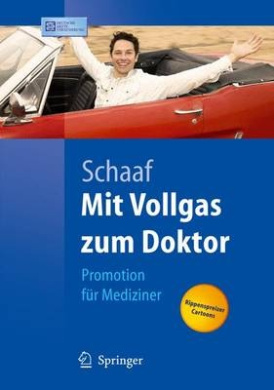 Schaaf
Mit Vollgas
zum Doktor
Promotion
für Mediziner
Rippenspreizer
Cartoons
Springer